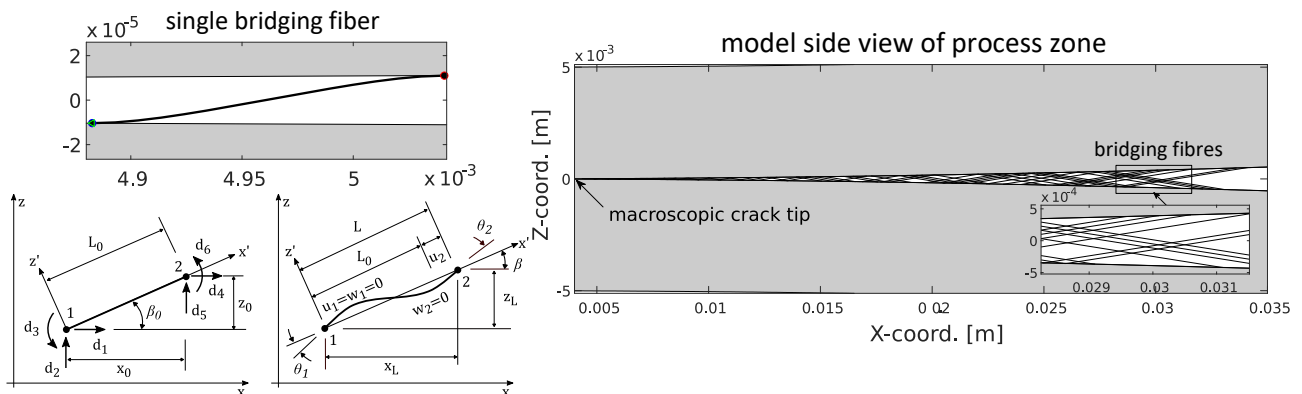 single bridging fiber
× 10⁻⁵
2
0
-2
4.9
4.95
5
× 10⁻³
z
L₀
z'
d₆
x'
2
d₄
d₅
z₀
β₀
1
d₃
d₁
d₂
x₀
x
z
L
θ₂
z'
L₀
u₂
x'
2
β
u₁=w₁=0
w₂=0
z_L
1
θ₁
x_L
x
model side view of process zone
×10⁻³
5
0
-5
Z-coord. [m]
bridging fibres
macroscopic crack tip
×10⁻⁴
5
0
-5
0.029
0.03
0.031
0.005
0.01
0.015
0.02
0.025
0.03
0.035
X-coord. [m]